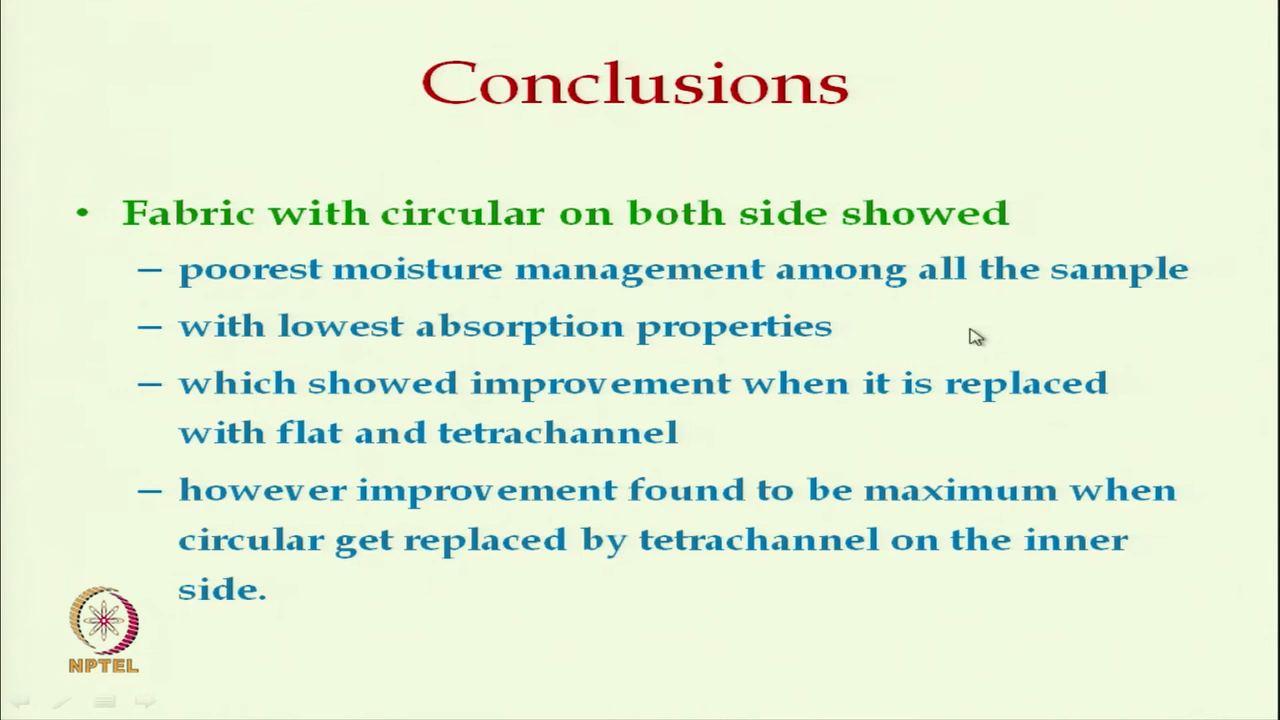 Conclusions
• Fabric with circular on both side showed
– poorest moisture management among all the sample
– with lowest absorption properties
– which showed improvement when it is replaced
with flat and tetrachannel
– however improvement found to be maximum when
circular get replaced by tetrachannel on the inner
side.
NPTEL